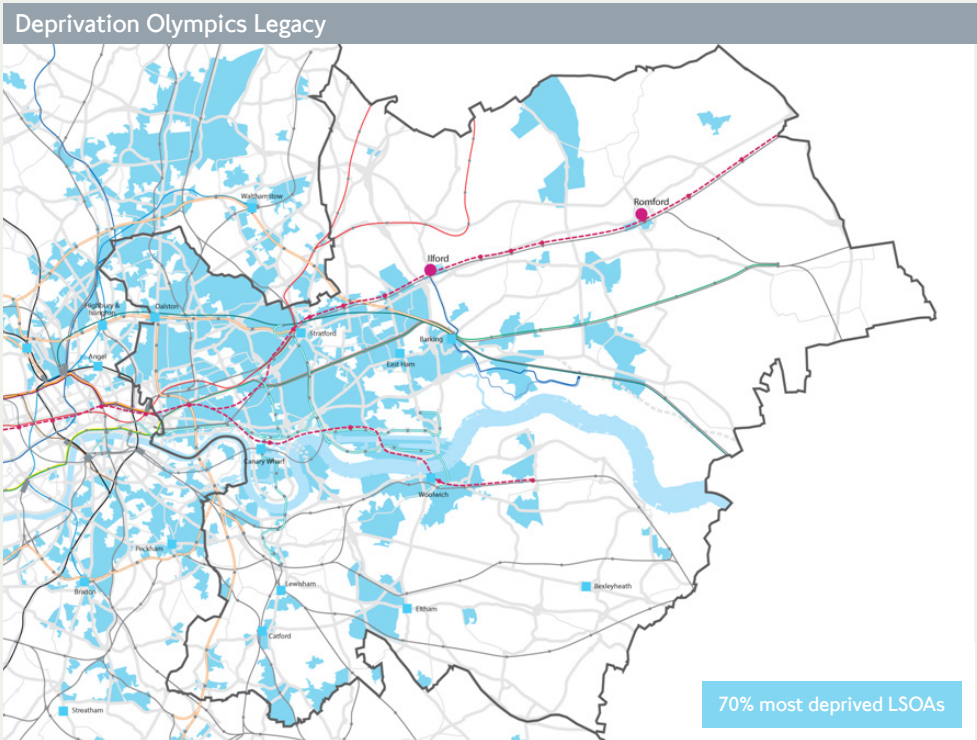 Deprivation Olympics Legacy
Walthamstow
Romford
Ilford
Highbury &
Islington
Dalston
Stratford
Barking
Angel
East Ham
Canary Wharf
Woolwich
Peckham
Lewisham
Bexleyheath
Brixton
Eltham
Catford
Streatham
70% most deprived LSOAs